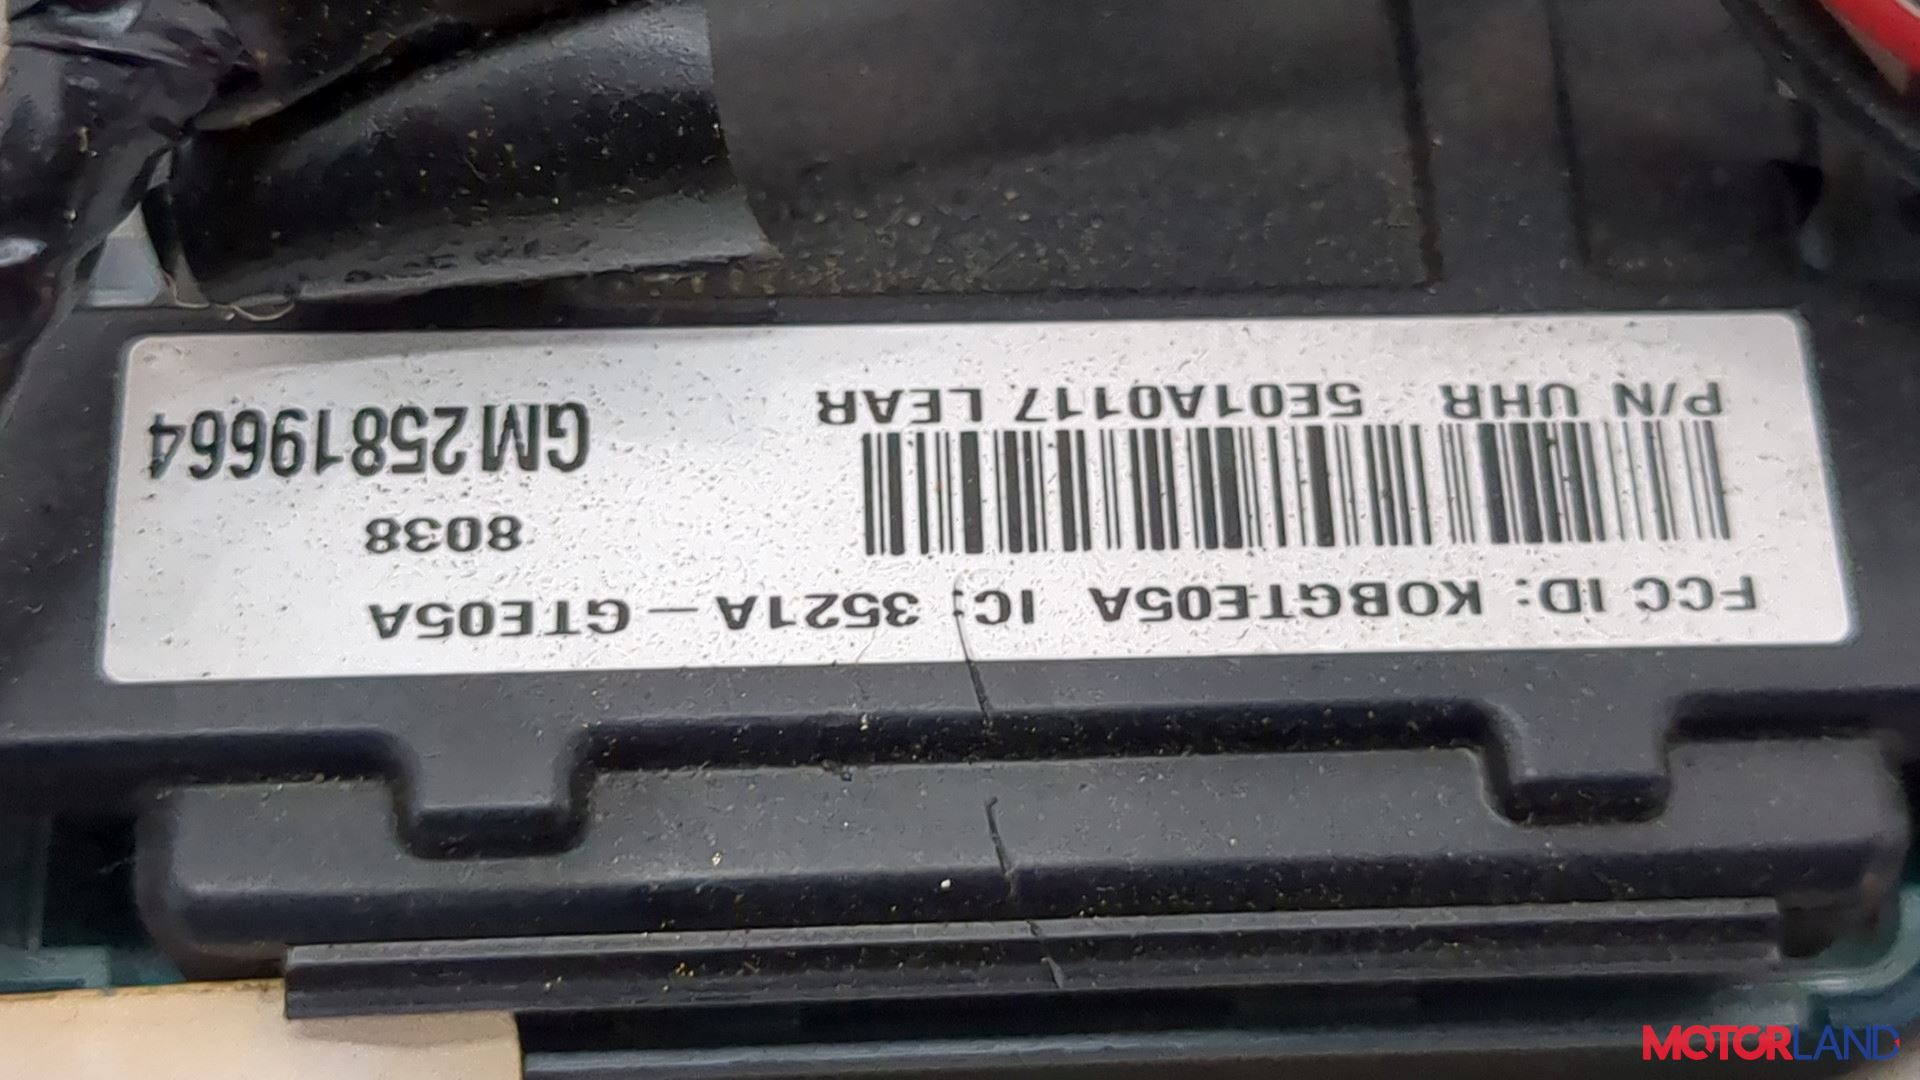 FCC ID: KOBGTE05A IC: 3521A – GTE05A
8038
P/N UHR 5E01A0117 LEAR
GM25819664
MOTORLAND